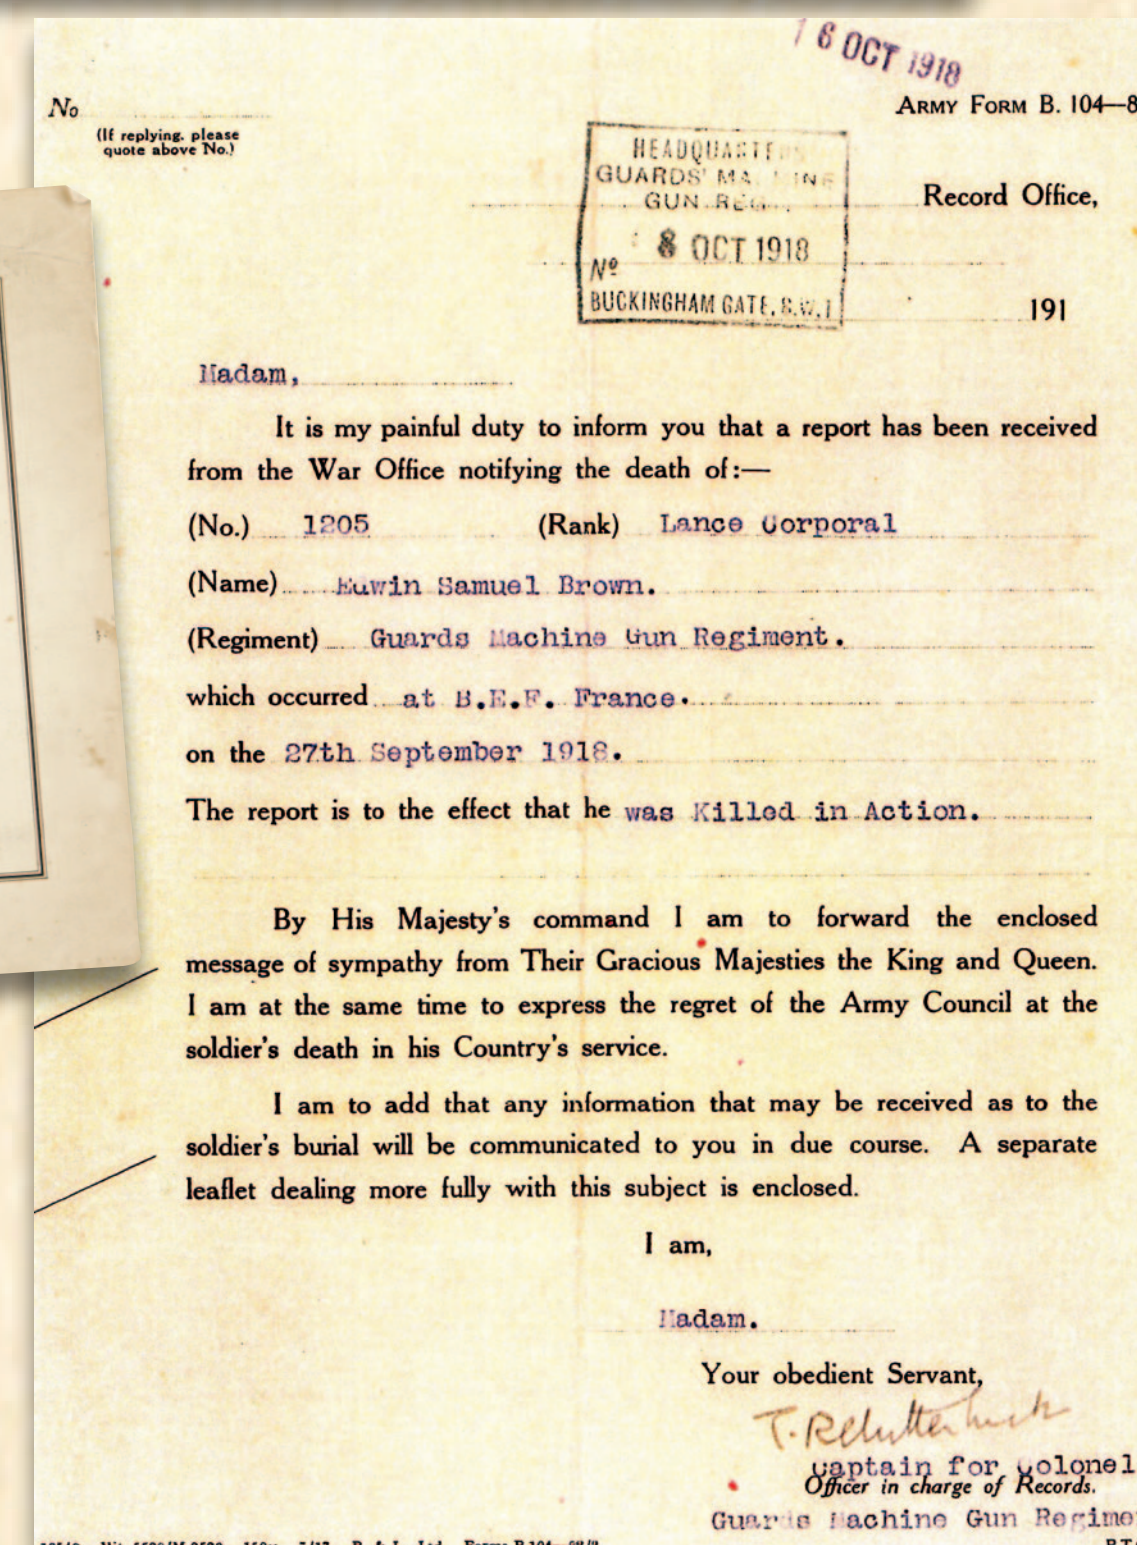 16 OCT 1918
No
ARMY FORM B. 104—8
(If replying, please
quote above No.)
HEADQUARTE
GUARDS' MA INE
GUN REG
Record Office,
8 OCT 1918
No
BUCKINGHAM GATE, S.W.1
191
Madam,
It is my painful duty to inform you that a report has been received
from the War Office notifying the death of:—
(No.) 1205 (Rank) Lance Corporal
(Name) Edwin Samuel Brown.
(Regiment) Guards Machine Gun Regiment.
which occurred at B.E.F. France.
on the 27th September 1918.
The report is to the effect that he was Killed in Action.
By His Majesty's command I am to forward the enclosed
message of sympathy from Their Gracious Majesties the King and Queen.
I am at the same time to express the regret of the Army Council at the
soldier's death in his Country's service.
I am to add that any information that may be received as to the
soldier's burial will be communicated to you in due course. A separate
leaflet dealing more fully with this subject is enclosed.
I am,
Madam.
Your obedient Servant,
Captain for Colonel
Officer in charge of Records.
Guards Machine Gun Regime